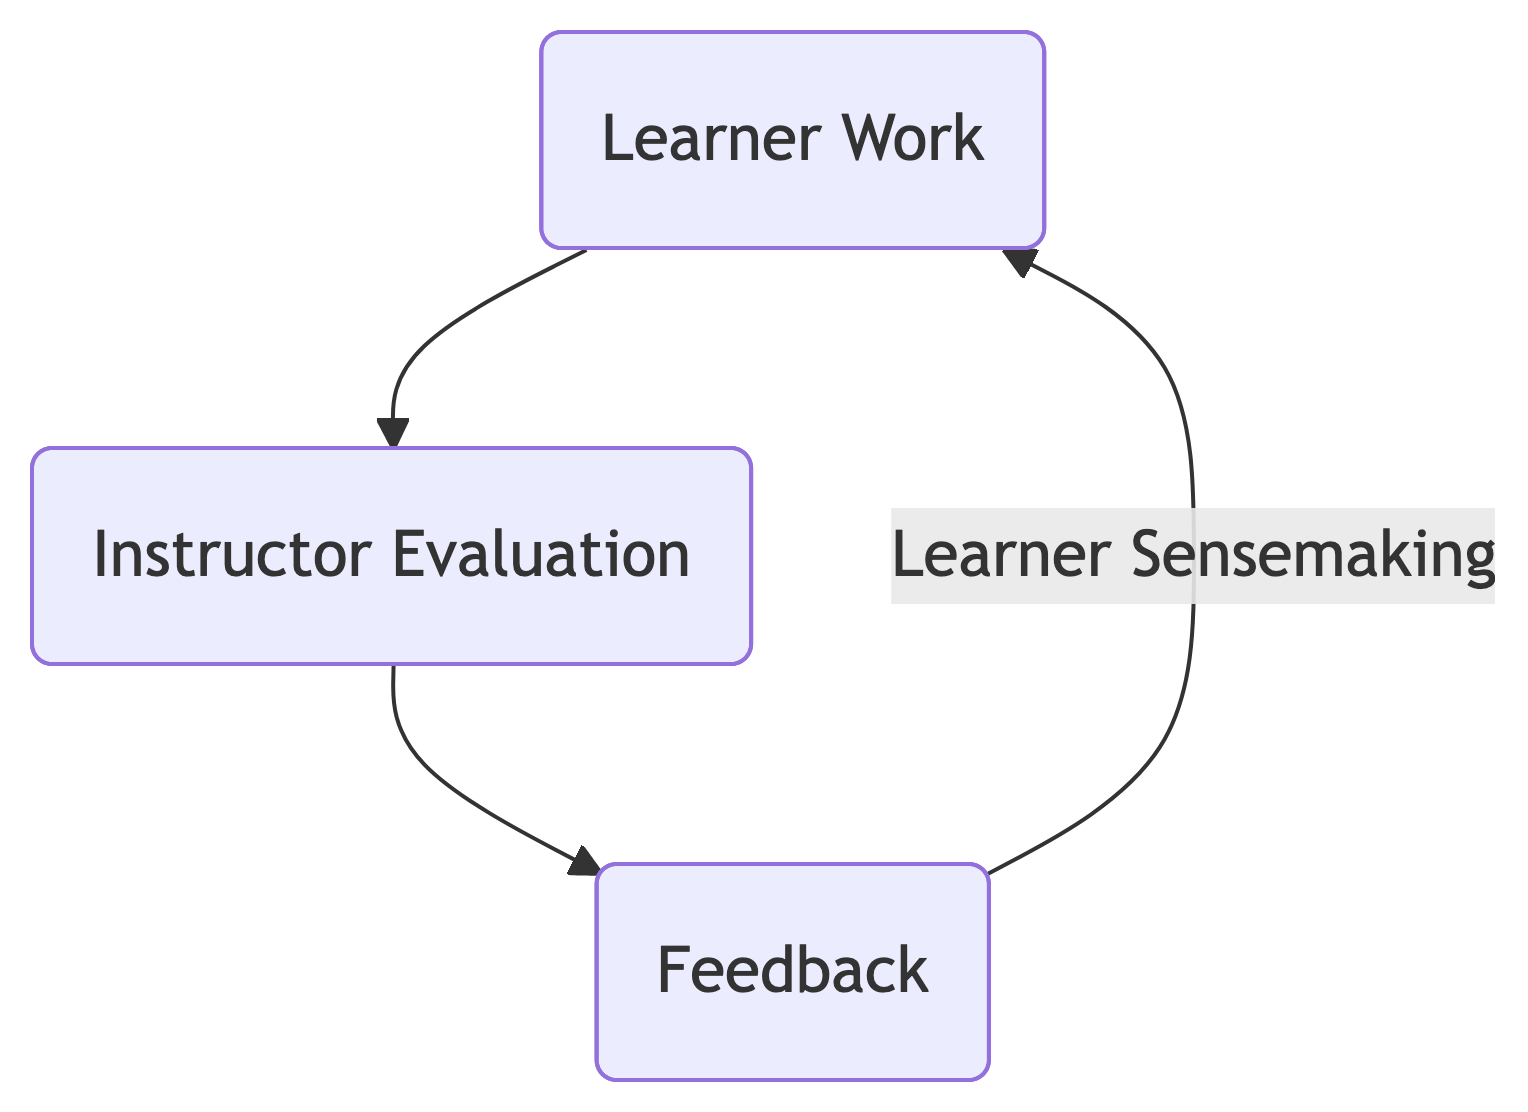 Learner Work
Instructor Evaluation
Learner Sensemaking
Feedback